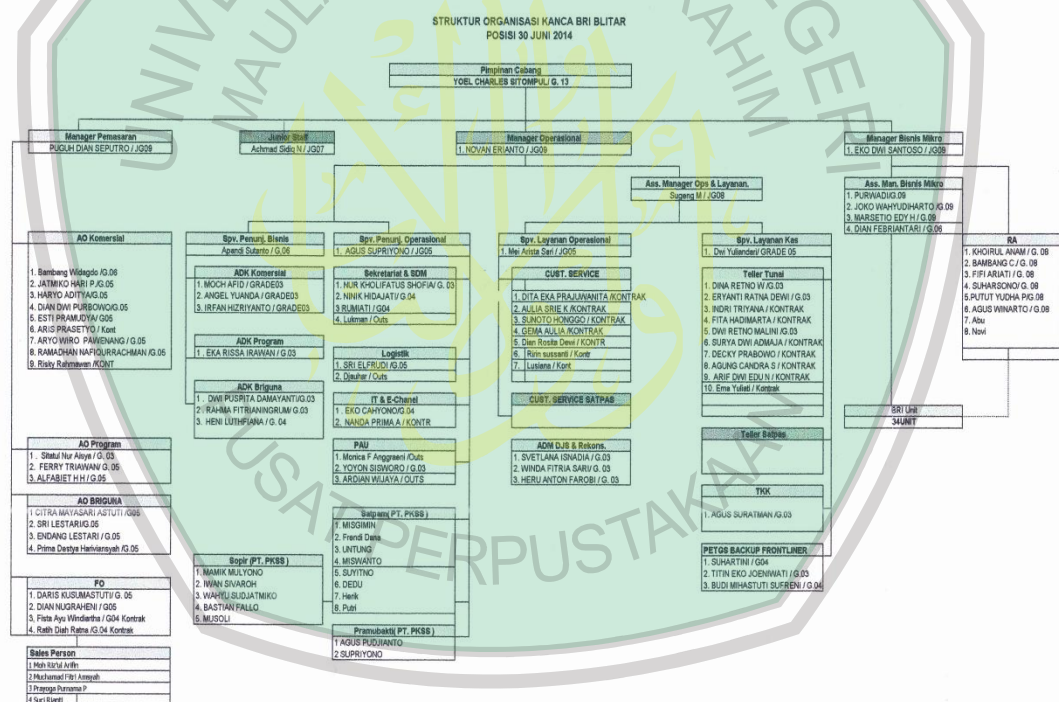 STRUKTUR ORGANISASI KANCA BRI BLITAR
POSISI 30 JUNI 2014
Pimpinan Cabang
YOEL CHARLES SITOMPUL/ G. 13
Manager Pemasaran
PUGUH DIAN SEPUTRO / JG09
Junior Staff
Achmad Sidiq N / JG07
Manager Operasional
1. NOVAN ERIANTO / JG09
Manager Bisnis Mikro
1. EKO DWI SANTOSO / JG09
Ass. Manager Ops & Layanan.
Sugeng M / JG08
Ass. Man. Bisnis Mikro
1. PURWADI/G.09
2. JOKO WAHYUDIHARTO /G.09
3. MARSETIO EDY H / G.09
4. DIAN FEBRIANTARI / G.06
RA
1. KHOIRUL ANAM / G. 08
2. BAMBANG C / G. 08
3. FIFI ARIATI / G. 08
4. SUHARSONO/ G. 08
5.PUTUT YUDHA P/G.08
6. AGUS WINARTO / G.08
7. Abu
8. Novi
BRI Unit
34UNIT
AO Komersial
1. Bambang Widagdo /G.06
2. JATMIKO HARI P./G.05
3. HARYO ADITYA/G.05
4. DIAN DWI PURBOWO/G.05
5. ESTI PRAMUDYA/ G05
6. ARIS PRASETYO / Kont
7. ARYO WIRO PAWENANG / G.05
8. RAMADHAN NAFIOURRACHMAN /G.05
9. Risky Rahmawan /KONT
AO Program
1 . Sitatul Nur Aisya / G. 03
2. FERRY TRIAWAN/ G. 05
3. ALFABIET H H / G.05
AO BRIGUNA
1 CITRA MAYASARI ASTUTI /G05
2. SRI LESTARI/G.05
3. ENDANG LESTARI / G.05
4. Prima Destya Hariviansyah /G.05
FO
1. DARIS KUSUMASTUTI/ G. 05
2. DIAN NUGRAHENI / G05
3. Fista Ayu Windiartha / G04 Kontrak
4. Ratih Diah Ratna /G.04 Kontrak
Sales Person
1 Moh Riz'ul Arifin
2 Muchamad Fitri Amsyah
3 Prayoga Purnama P
4 Suci Rianti
Spv. Penunj. Bisnis
Apendi Sutanto / G,06
ADK Komersial
1. MOCH AFID / GRADE03
2. ANGEL YUANDA / GRADE03
3. IRFAN HIZRIYANTO / GRADE03
ADK Program
1. EKA RISSA IRAWAN / G.03
ADK Briguna
1 . DWI PUSPITA DAMAYANTI/G.03
2. RAHMA FITRIANINGRUM/ G.03
3. HENI LUTHFIANA / G. 04
Sopir (PT. PKSS )
1. MAMIK MULYONO
2. IWAN SIVAROH
3. WAHYU SUDJATMIKO
4. BASTIAN FALLO
5. MUSOLI
Spv. Penunj. Operasional
1. AGUS SUPRIYONO / JG05
Sekretariat & SDM
1. NUR KHOLIFATUS SHOFIA/ G. 03
2. NINIK HIDAJATI/ G.04
3. RUMIATI / G04
4. Lukman / Outs.
Logistik
1. SRI ELFRUDI /G.05
2. Djauhar / Outs
IT & E-Chanel
1. EKO CAHYONO/G.04
2. NANDA PRIMA A / KONTR
PAU
1. Monica F Anggraeni /Outs
2. YOYON SISWORO / G.03
3. ARDIAN WIJAYA / OUTS
Satpam( PT. PKSS )
1. MISGIMIN
2. Frendi Dana
3. UNTUNG
4. MISWANTO
5. SUYITNO
6. DEDU
7. Herik
8. Putri
Pramubakti( PT. PKSS )
1 AGUS PUDJIANTO
2 SUPRIYONO
Spv. Layanan Operasional
1. Mei Arista Sari / JG05
CUST. SERVICE
1. DITA EKA PRAJUWANITA /KONTRAK
2. AULIA SRIE K /KONTRAK
3. SUNOTO HONGGO / KONTRAK
4. GEMA AULIA /KONTRAK
5. Dian Rosita Dewi / KONTR
6. Ririn sussanti / Kontr
7. Lusiana / Kont
CUST. SERVICE SATPAS
ADM DJS & Rekons.
1. SVETLANA ISNADIA / G.03
2. WINDA FITRIA SARI/ G. 03
3. HERU ANTON FAROBI / G. 03
Spv. Layanan Kas
1. Dwi Yuliandari/ GRADE 05
Teller Tunai
1. DINA RETNO W /G.03
2. ERYANTI RATNA DEWI / G.03
3. INDRI TRIYANA / KONTRAK
4. FITA HADIMARTA / KONTRAK
5. DWI RETNO MALINI /G.03
6. SURYA DWI ADMAJA / KONTRAK
7. DECKY PRABOWO / KONTRAK
8. AGUNG CANDRA S / KONTRAK
9. ARIF DWI EDU N / KONTRAK
10. Ema Yuliati / Kontrak
Teller Satpas
TKK
1. AGUS SURATMAN /G.03
PETGS BACKUP FRONTLINER
1. SUHARTINI / G04
2. TITIN EKO JOENIWATI / G.03
3. BUDI MIHASTUTI SUFRENI / G.04
MAULA
USAT PERPUSTAKAAN